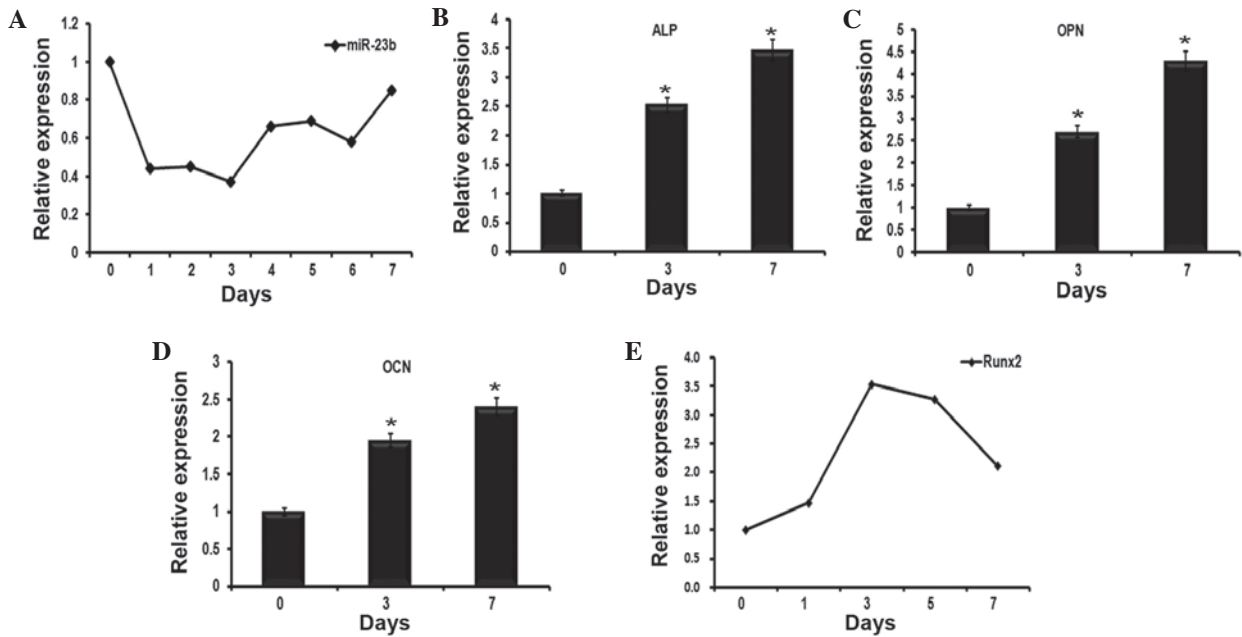 A
miR-23b
Relative expression
1.2
1
0.8
0.6
0.4
0.2
0
0 1 2 3 4 5 6 7
Days
B
ALP
Relative expression
4
3.5
3
2.5
2
1.5
1
0.5
0
* *
0 3 7
Days
C
OPN
Relative expression
5
4.5
4
3.5
3
2.5
2
1.5
1
0.5
0
* *
0 3 7
Days
D
OCN
Relative expression
3
2.5
2
1.5
1
0.5
0
* *
0 3 7
Days
E
Runx2
Relative expression
4.0
3.5
3.0
2.5
2.0
1.5
1.0
0.5
0.0
0 1 3 5 7
Days